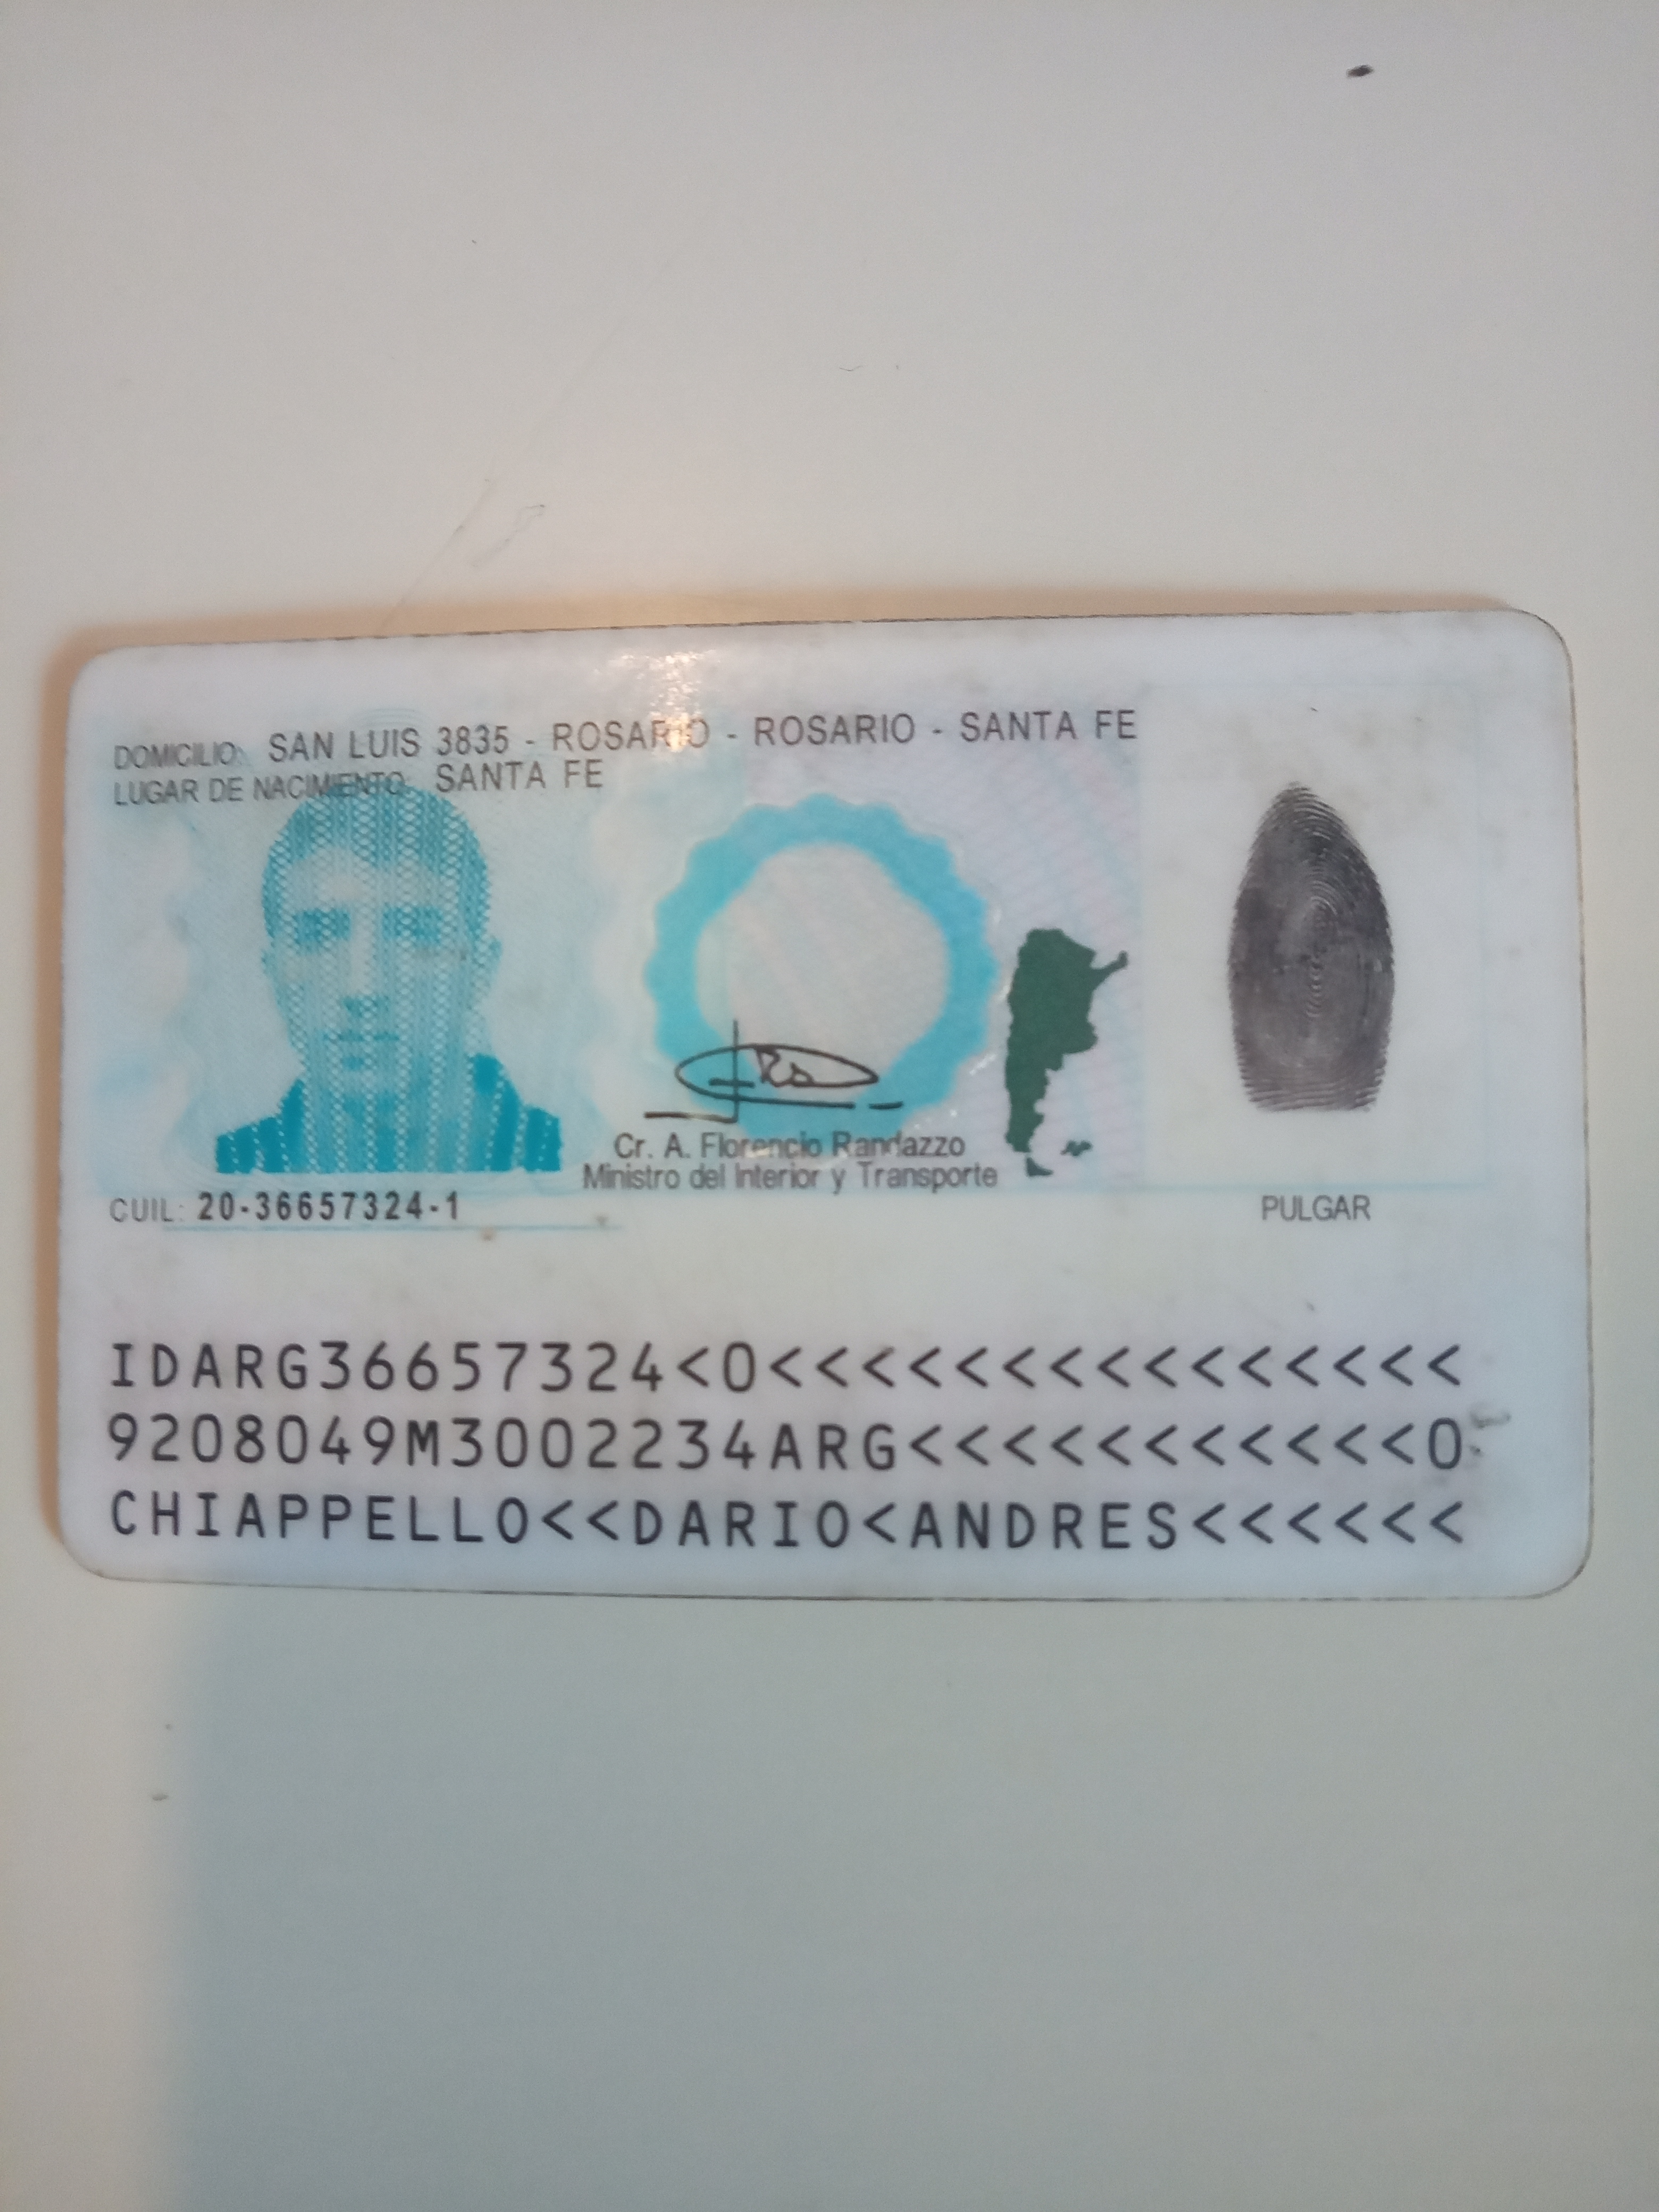 DOMICILIO: SAN LUIS 3835 - ROSARIO - ROSARIO - SANTA FE
LUGAR DE NACIMIENTO: SANTA FE
Cr. A. Florencio Randazzo
Ministro del Interior y Transporte
CUIL: 20-36657324-1
PULGAR
IDARG36657324<0<<<<<<<<<<<<<<<
9208049M3002234ARG<<<<<<<<<<<0
CHIAPPELLO<<DARIO<ANDRES<<<<<<